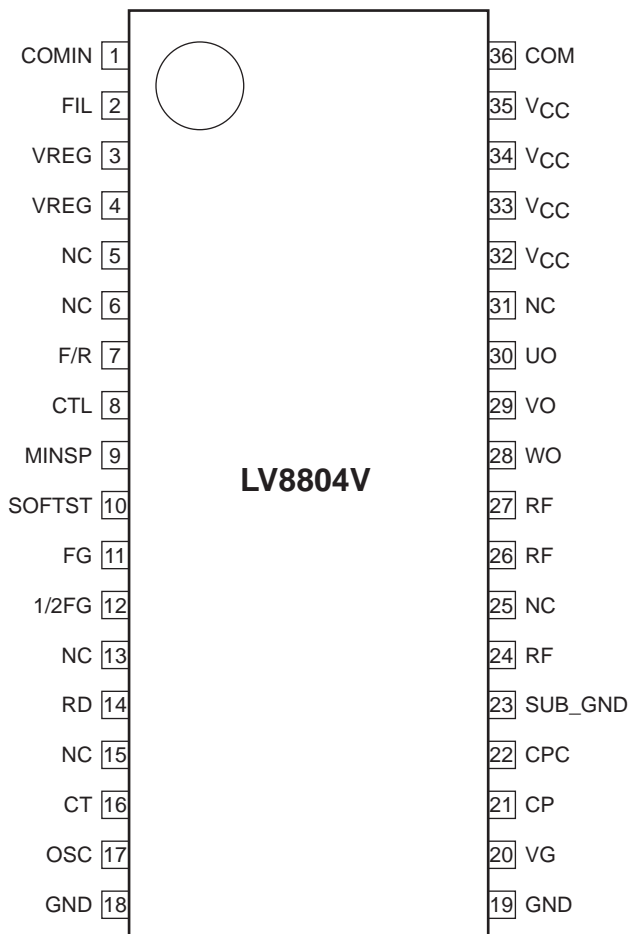 COMIN 1 36 COM
FIL 2 35 VCC
VREG 3 34 VCC
VREG 4 33 VCC
NC 5 32 VCC
NC 6 31 NC
F/R 7 30 UO
CTL 8 29 VO
MINSP 9 28 WO
LV8804V
SOFTST 10 27 RF
FG 11 26 RF
1/2FG 12 25 NC
NC 13 24 RF
RD 14 23 SUB_GND
NC 15 22 CPC
CT 16 21 CP
OSC 17 20 VG
GND 18 19 GND